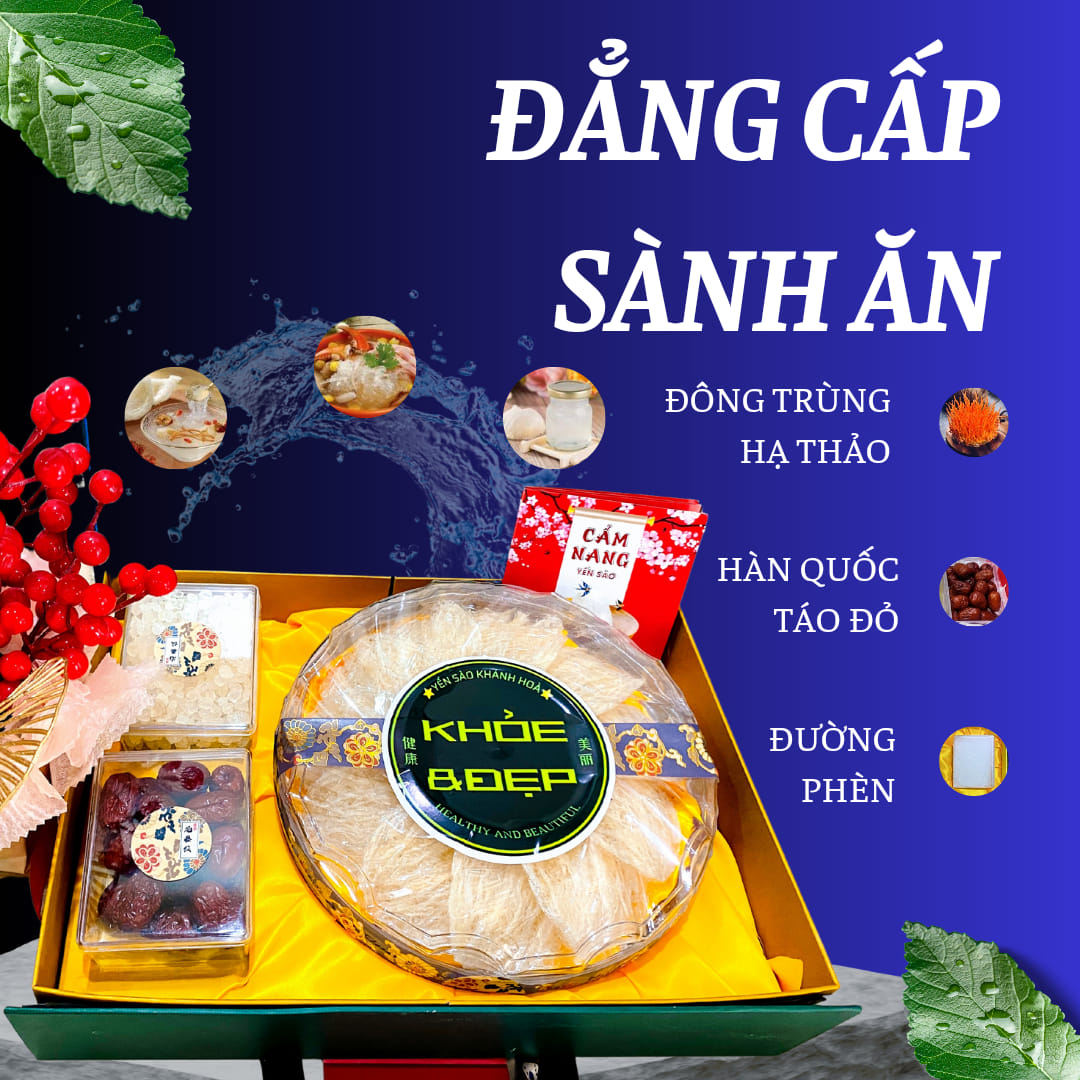 ĐẲNG CẤP
SÀNH ĂN
ĐÔNG TRÙNG
HẠ THẢO
HÀN QUỐC
TÁO ĐỎ
ĐƯỜNG
PHÈN
CẨM
NANG
YẾN SÀO
YẾN SÀO KHÁNH HOÀ
KHỎE
&ĐẸP
健康
美丽
HEALTHY AND BEAUTIFUL